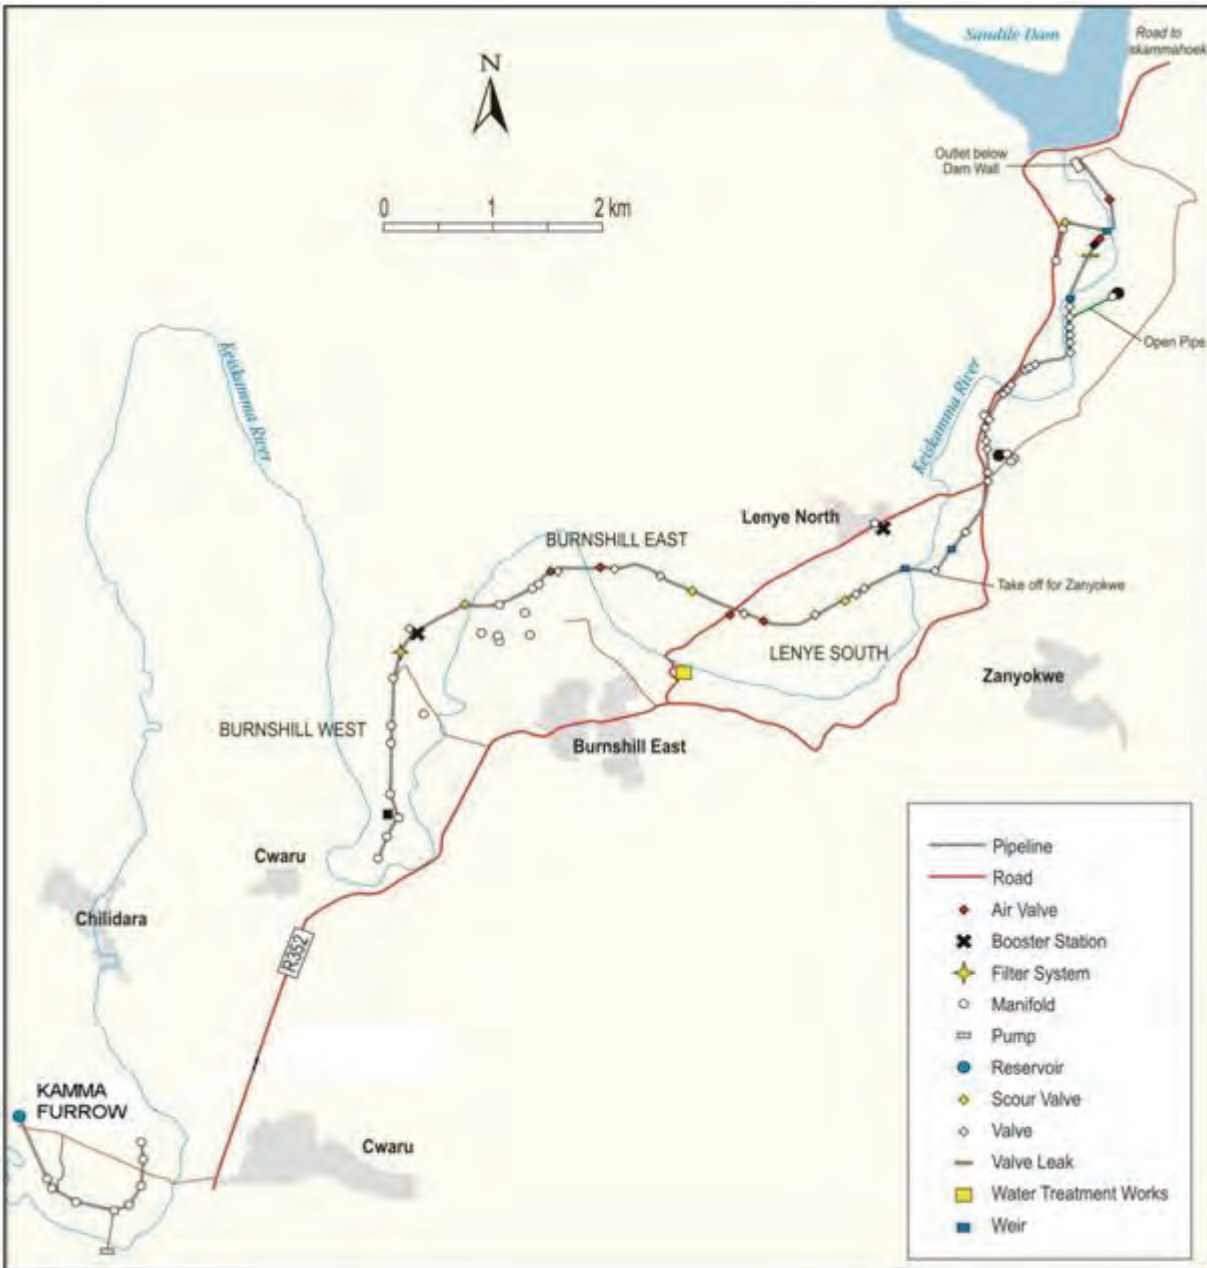 Sandile Dam
Road to
iskammahoek
N
Outlet below
Dam Wall
0 1 2 km
Open Pipe
Keiskamma River
Keiskamma River
Lenye North
BURNSHILL EAST
Take off for Zanyokwe
LENYE SOUTH
Zanyokwe
BURNSHILL WEST
Burnshill East
Cwaru
Chilidara
R352
KAMMA
FURROW
Cwaru
Pipeline
Road
Air Valve
Booster Station
Filter System
Manifold
Pump
Reservoir
Scour Valve
Valve
Valve Leak
Water Treatment Works
Weir